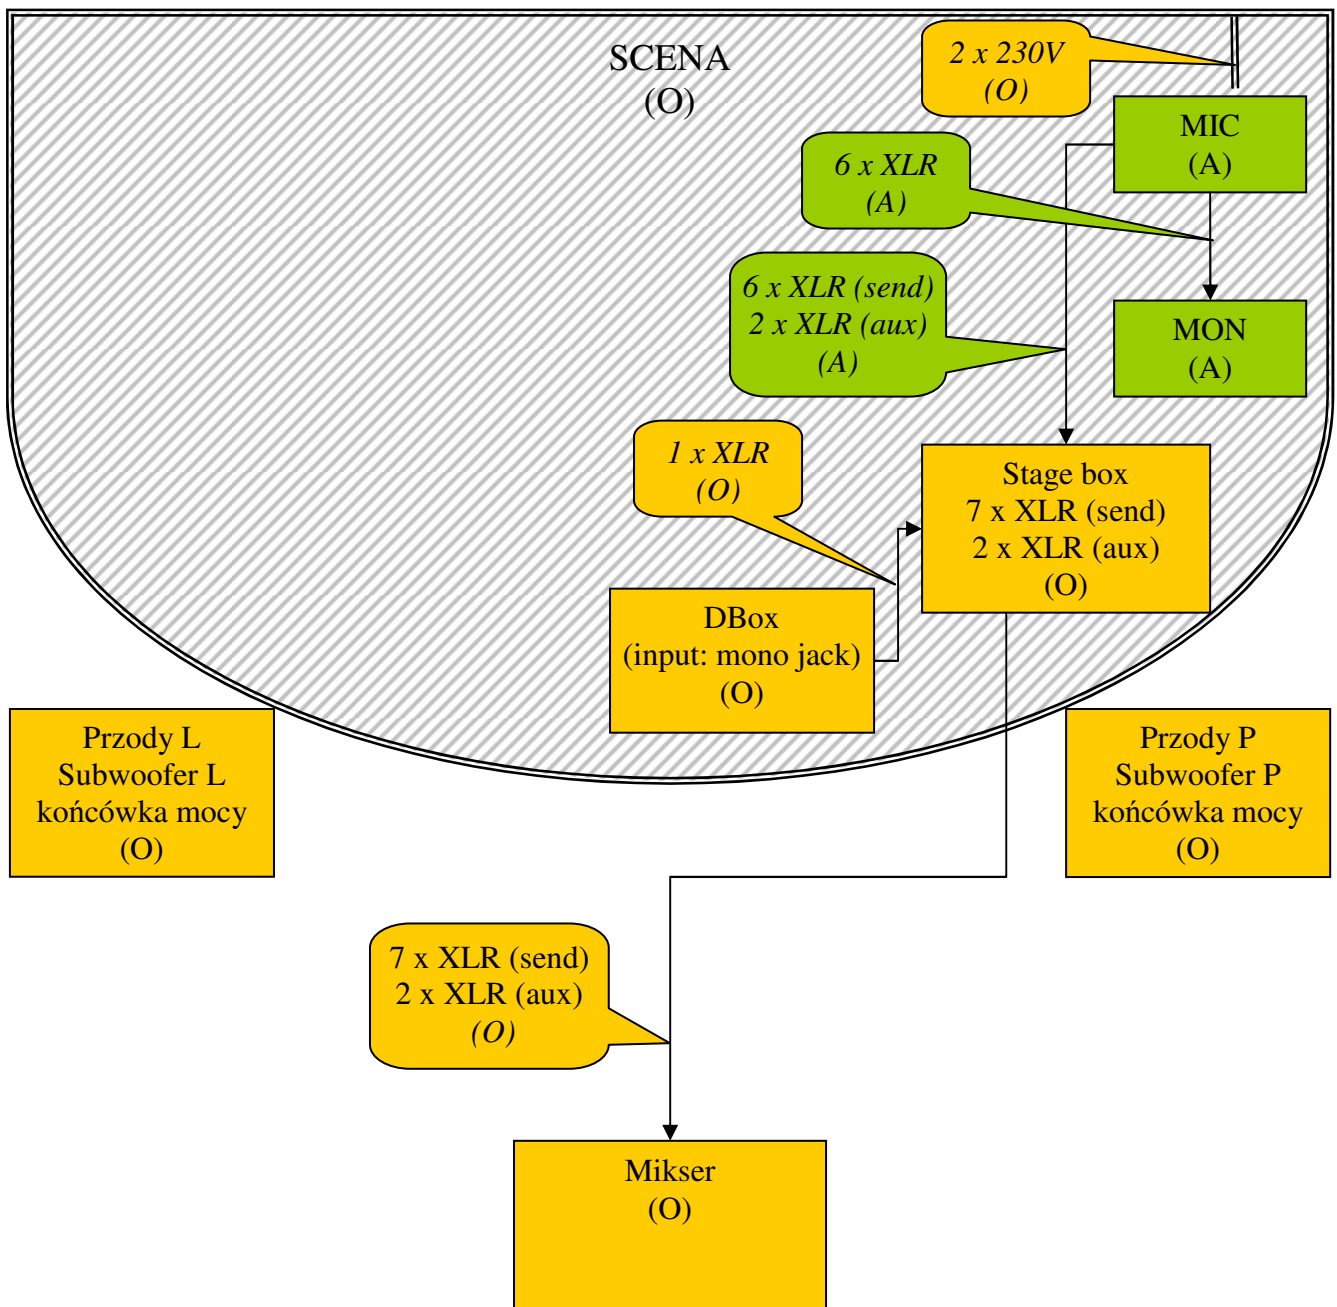 SCENA
(O)
2 x 230V
(O)
MIC
(A)
6 x XLR
(A)
6 x XLR (send)
2 x XLR (aux)
(A)
MON
(A)
1 x XLR
(O)
Stage box
7 x XLR (send)
2 x XLR (aux)
(O)
DBox
(input: mono jack)
(O)
Przody L
Subwoofer L
końcówka mocy
(O)
Przody P
Subwoofer P
końcówka mocy
(O)
7 x XLR (send)
2 x XLR (aux)
(O)
Mikser
(O)